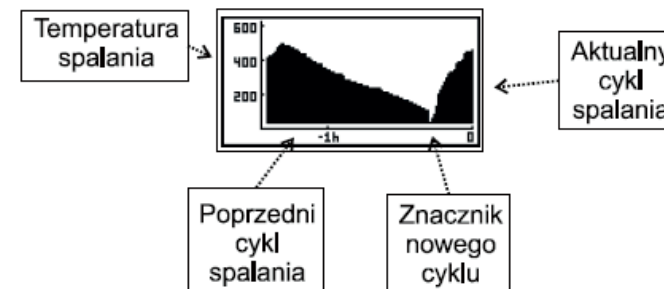 Temperatura
spalania
600
400
200
-1h
0
Aktualny
cykl
spalania
Poprzedni
cykl
spalania
Znacznik
nowego
cyklu